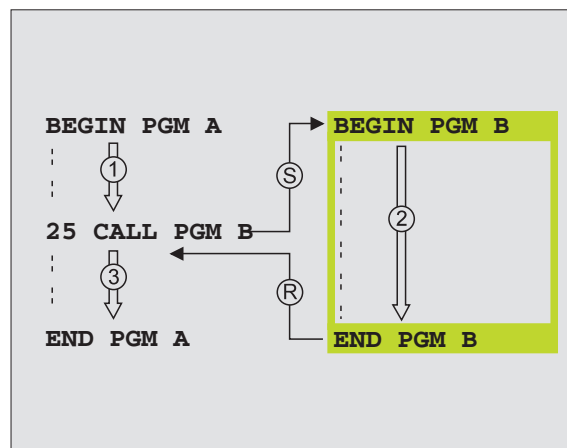 BEGIN PGM A
1
25 CALL PGM B
3
END PGM A
S
R
BEGIN PGM B
2
END PGM B